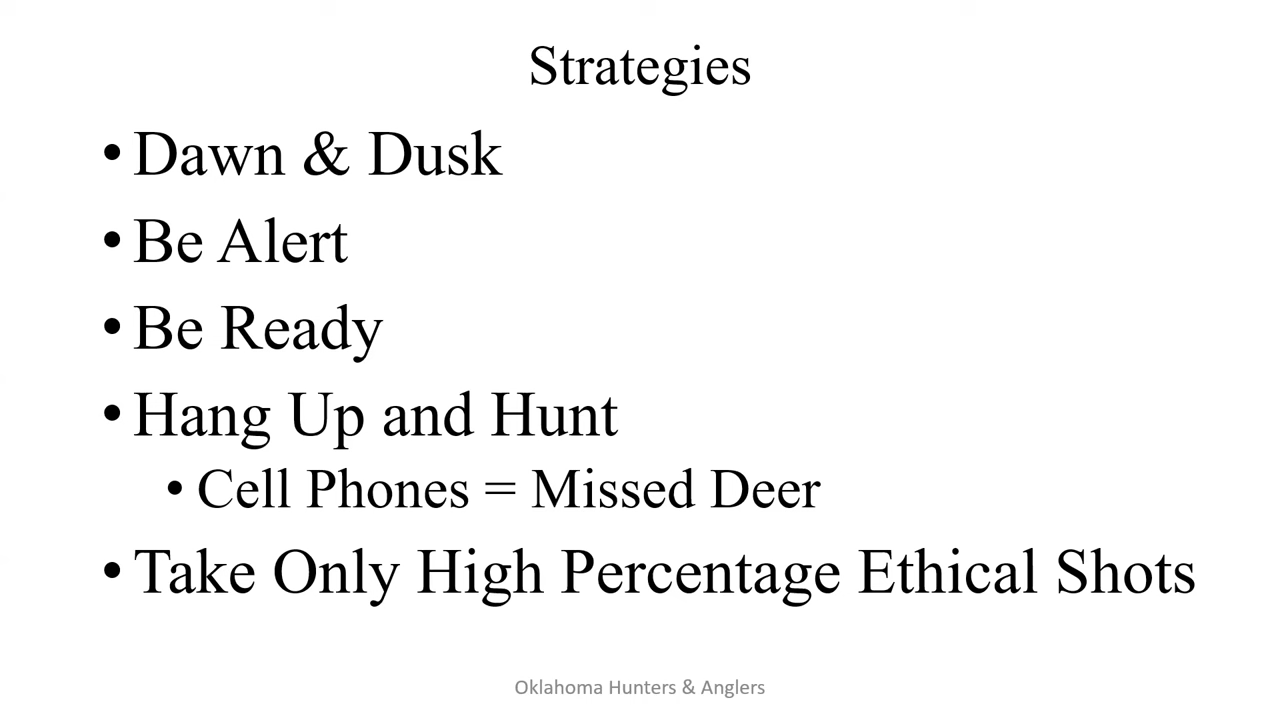 Strategies
• Dawn & Dusk
• Be Alert
• Be Ready
• Hang Up and Hunt
• Cell Phones = Missed Deer
• Take Only High Percentage Ethical Shots
Oklahoma Hunters & Anglers